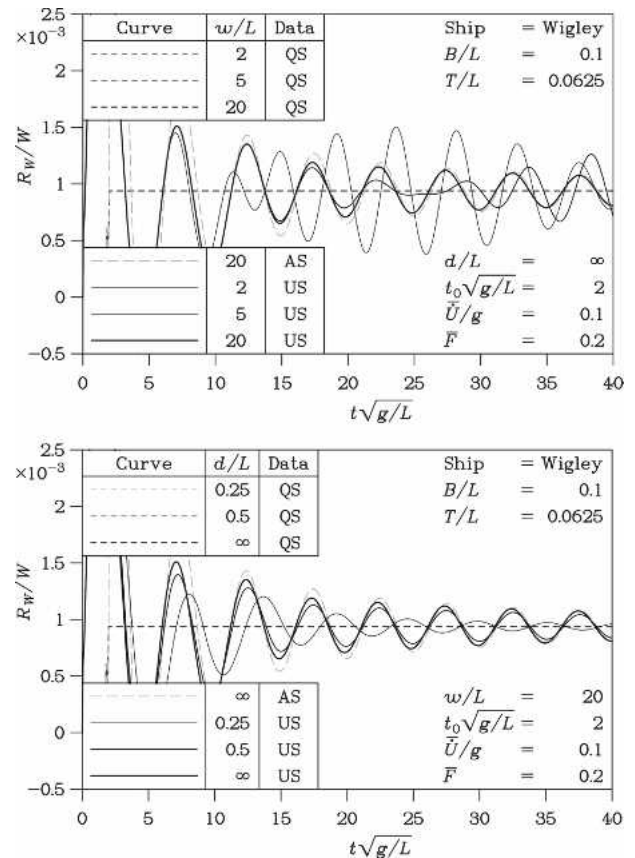 2.5
×10⁻³
Curve w/L Data
2 QS
5 QS
20 QS
Ship = Wigley
B/L = 0.1
T/L = 0.0625
2
1.5
R_W/W
1
0.5
0
−0.5
20 AS
2 US
5 US
20 US
d/L = ∞
t₀√g/L = 2
U̇̅/g = 0.1
F̅ = 0.2
0 5 10 15 20 25 30 35 40
t√g/L
2.5
×10⁻³
Curve d/L Data
0.25 QS
0.5 QS
∞ QS
Ship = Wigley
B/L = 0.1
T/L = 0.0625
2
1.5
R_W/W
1
0.5
0
−0.5
∞ AS
0.25 US
0.5 US
∞ US
w/L = 20
t₀√g/L = 2
U̇̅/g = 0.1
F̅ = 0.2
0 5 10 15 20 25 30 35 40
t√g/L